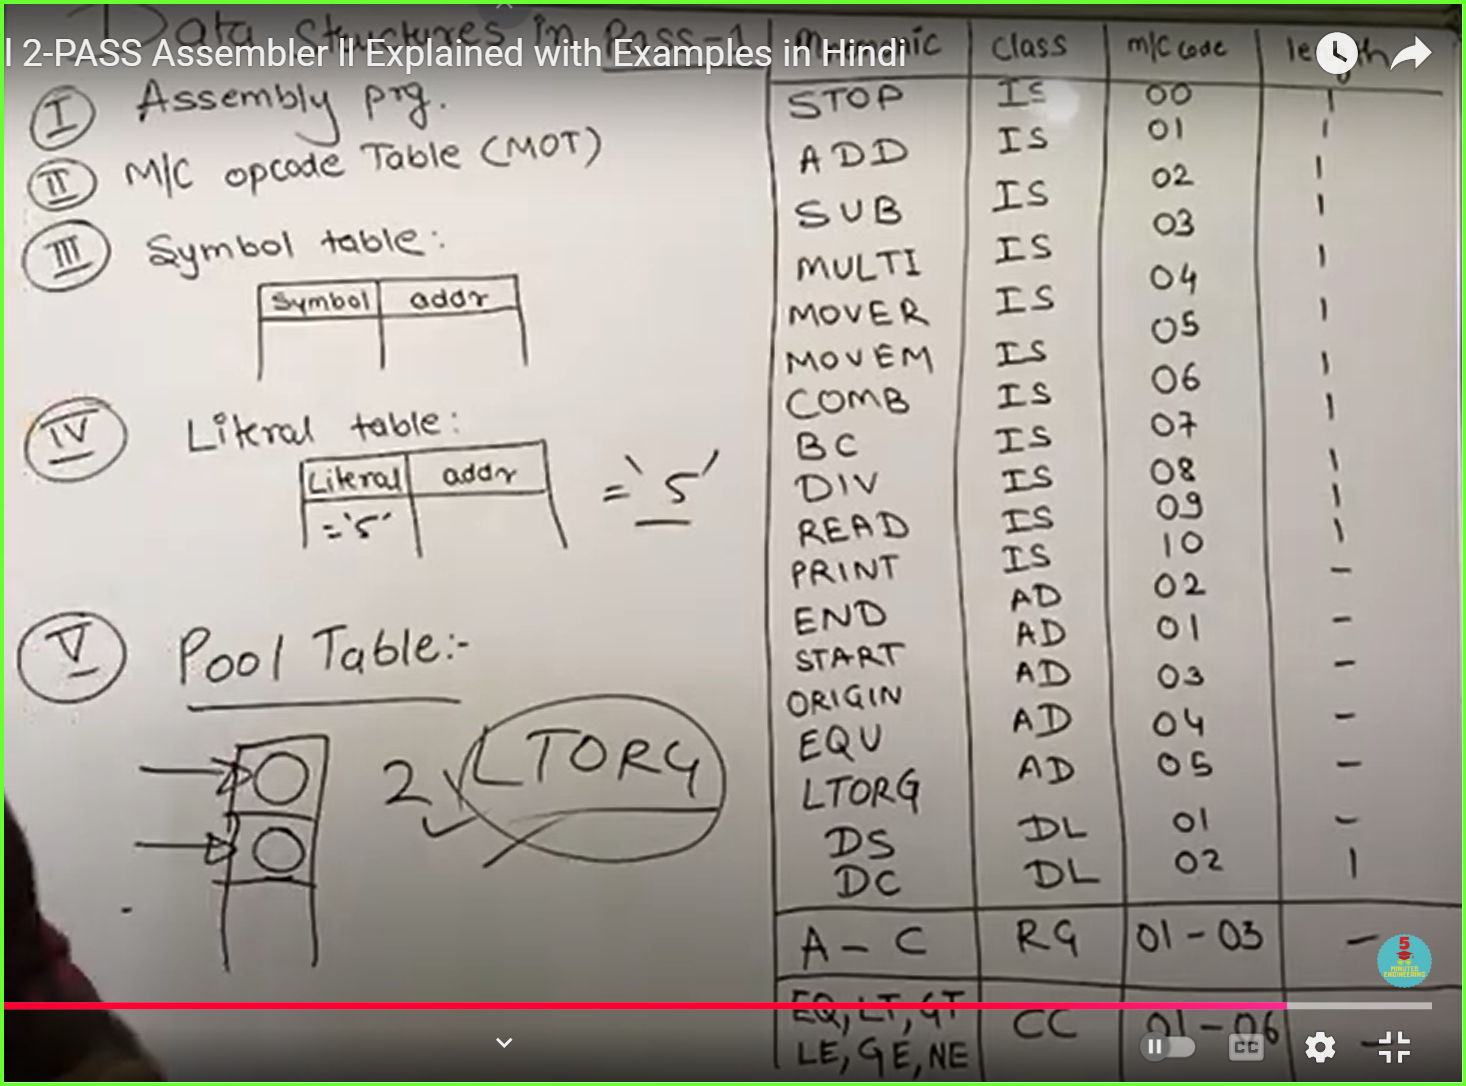 Data structures in Pass-1
l 2-PASS Assembler ll Explained with Examples in Hindi
I Assembly prg.
II M/C opcode Table (MOT)
III Symbol table:
Symbol addr
IV Literal table:
Literal addr
='5'
='5'
V Pool Table:-
2 LTORG
Mnemonic Class M/C code length
STOP IS 00 1
ADD IS 01 1
SUB IS 02 1
MULTI IS 03 1
MOVER IS 04 1
MOVEM IS 05 1
COMB IS 06 1
BC IS 07 1
DIV IS 08 1
READ IS 09 1
PRINT IS 10 1
END AD 02 -
START AD 01 -
ORIGIN AD 03 -
EQU AD 04 -
LTORG AD 05 -
DS DL 01 -
DC DL 02 1
A - C RG 01 - 03 -
EQ, LT, GT
LE, GE, NE CC 01 - 06 -
5
MINUTES
ENGINEERING
CC